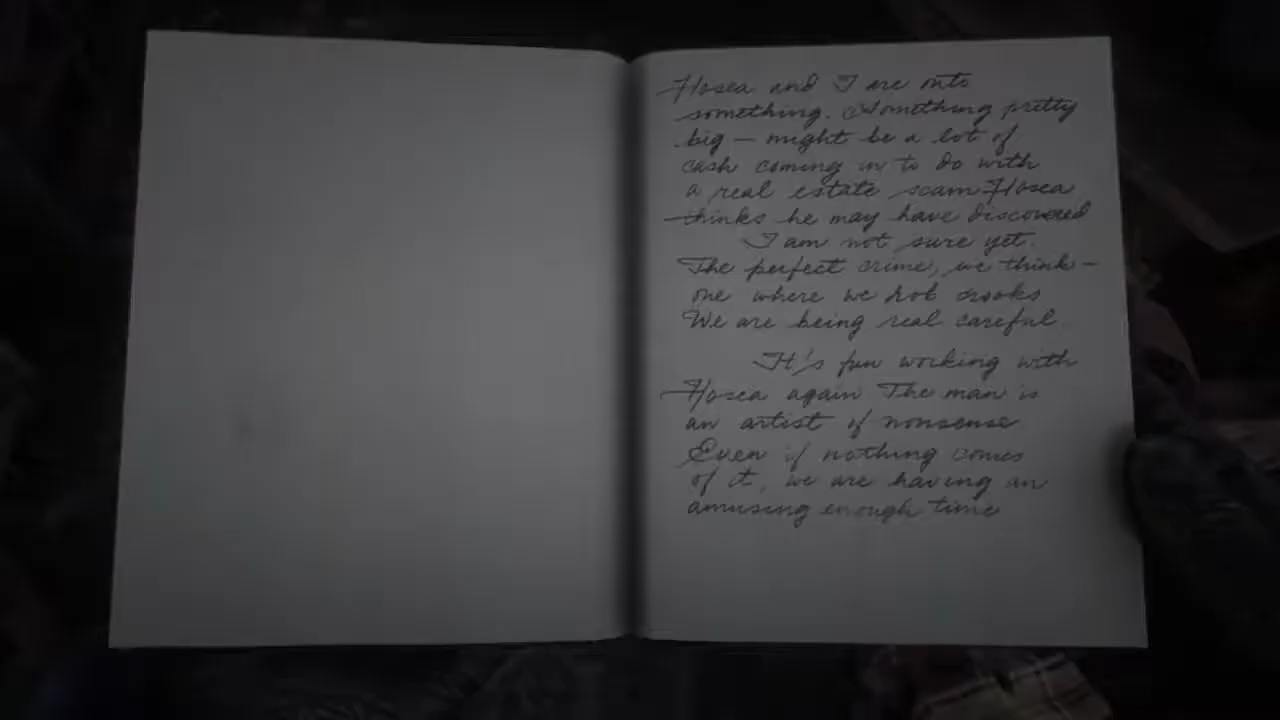 Hosea and I are onto
something. Something pretty
big — might be a lot of
cash coming in to do with
a real estate scam Hosea
thinks he may have discovered
I am not sure yet.
The perfect crime, we think —
one where we rob crooks
We are being real careful.
It's fun working with
Hosea again The man is
an artist of nonsense
Even if nothing comes
of it, we are having an
amusing enough time